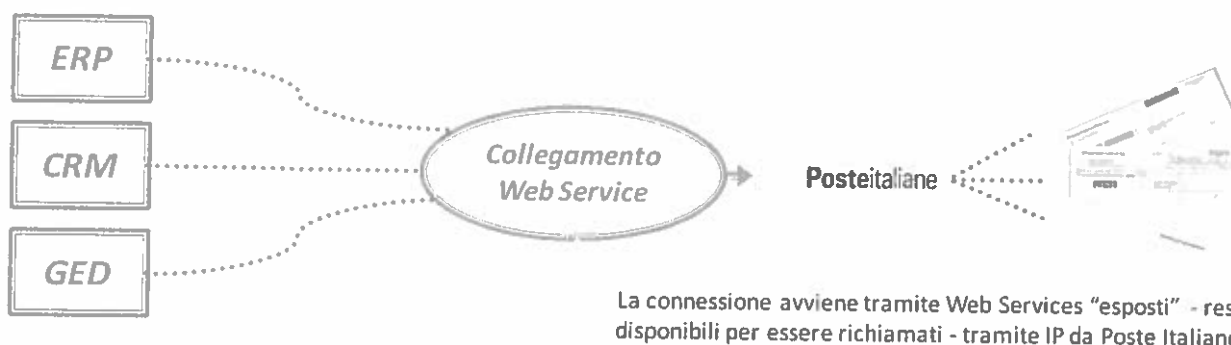 ERP
CRM
GED
Collegamento
Web Service
Posteitaliane
La connessione avviene tramite Web Services "esposti" - res
disponibili per essere richiamati - tramite IP da Poste Italiane